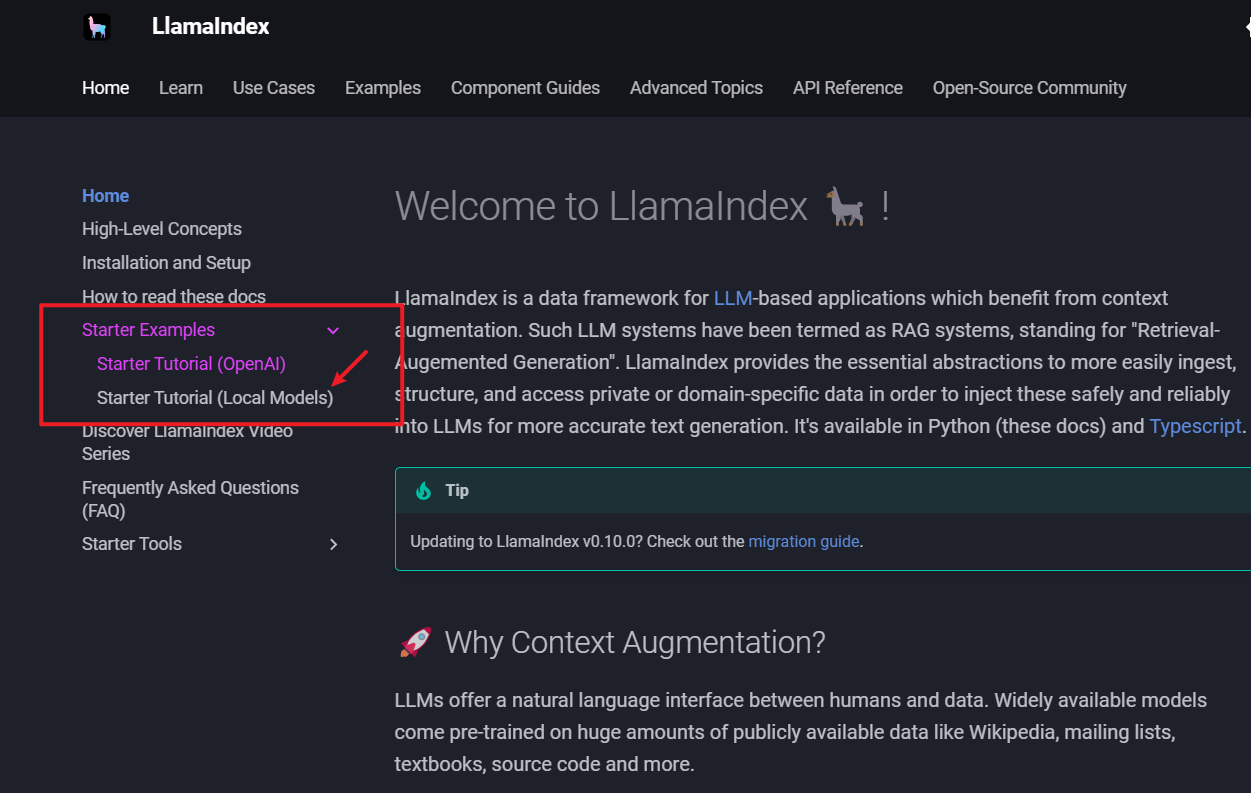 LlamaIndex
Home Learn Use Cases Examples Component Guides Advanced Topics API Reference Open-Source Community
Home
High-Level Concepts
Installation and Setup
How to read these docs
Starter Examples
Starter Tutorial (OpenAI)
Starter Tutorial (Local Models)
Discover LlamaIndex Video
Series
Frequently Asked Questions
(FAQ)
Starter Tools
Welcome to LlamaIndex 🦙 !
LlamaIndex is a data framework for LLM-based applications which benefit from context
augmentation. Such LLM systems have been termed as RAG systems, standing for "Retrieval-
Augemented Generation". LlamaIndex provides the essential abstractions to more easily ingest,
structure, and access private or domain-specific data in order to inject these safely and reliably
into LLMs for more accurate text generation. It's available in Python (these docs) and Typescript.
Tip
Updating to LlamaIndex v0.10.0? Check out the migration guide.
🚀 Why Context Augmentation?
LLMs offer a natural language interface between humans and data. Widely available models
come pre-trained on huge amounts of publicly available data like Wikipedia, mailing lists,
textbooks, source code and more.